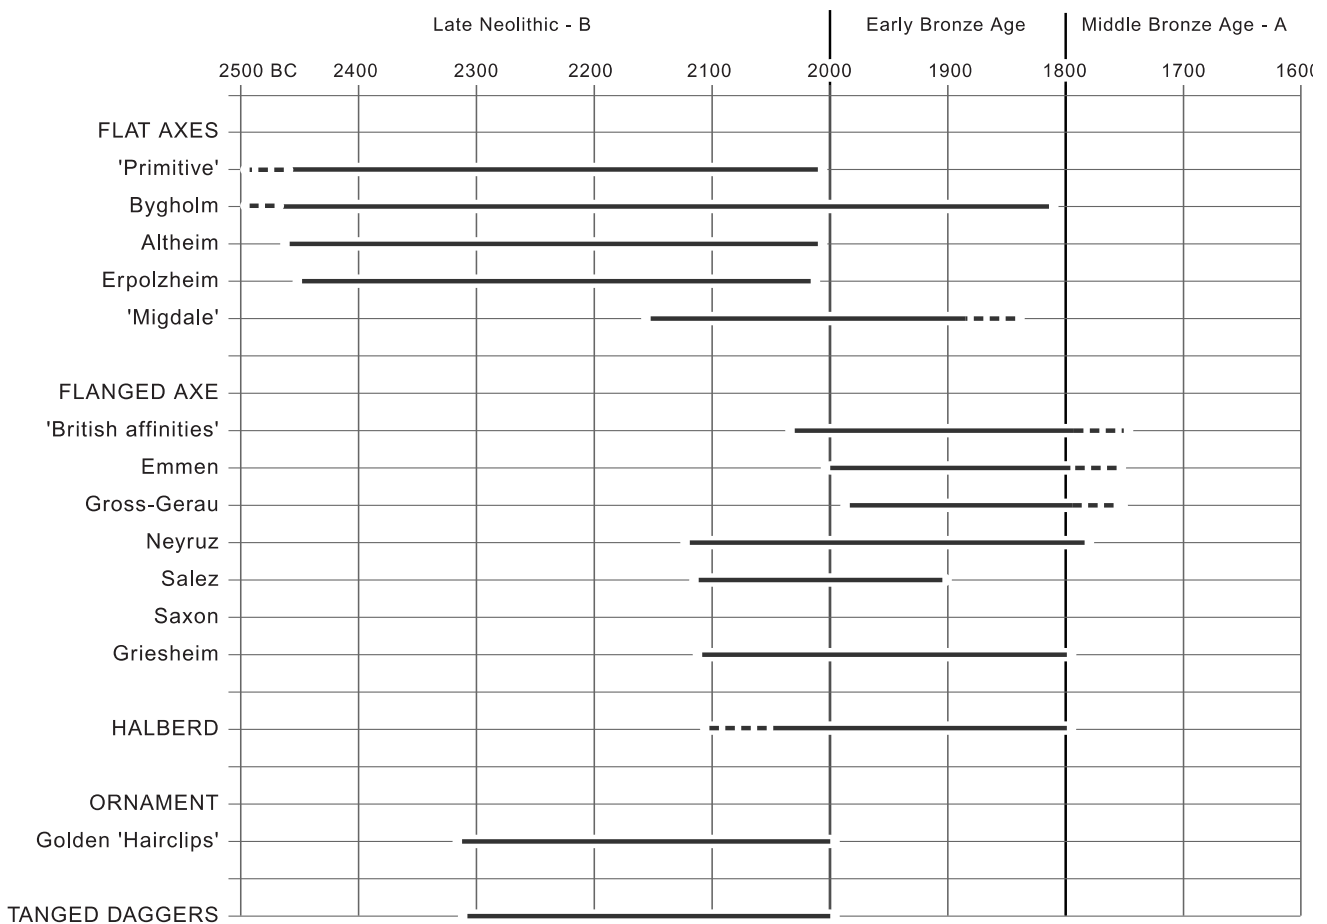 Late Neolithic - B Early Bronze Age Middle Bronze Age - A
2500 BC 2400 2300 2200 2100 2000 1900 1800 1700 1600
FLAT AXES
'Primitive'
Bygholm
Altheim
Erpolzheim
'Migdale'
FLANGED AXE
'British affinities'
Emmen
Gross-Gerau
Neyruz
Salez
Saxon
Griesheim
HALBERD
ORNAMENT
Golden 'Hairclips'
TANGED DAGGERS